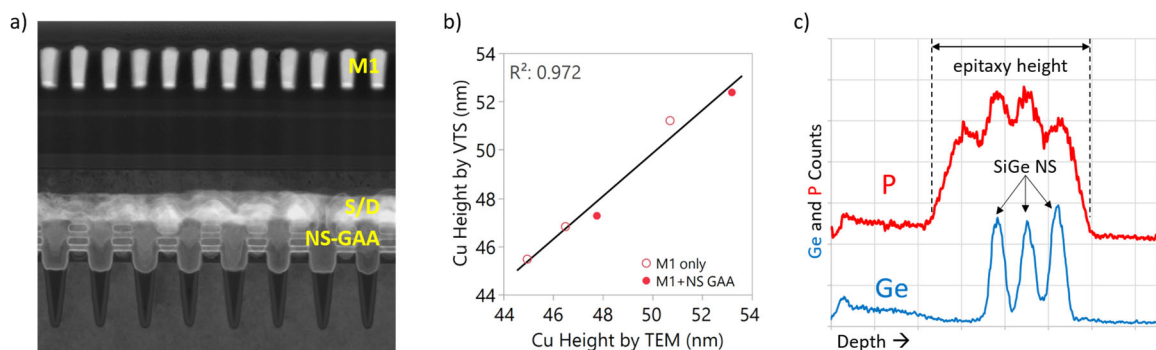 a)
M1
S/D
NS-GAA
b)
Cu Height by VTS (nm)
54
52
50
48
46
44
R²: 0.972
M1 only
M1+NS GAA
44 46 48 50 52 54
Cu Height by TEM (nm)
c)
Ge and P Counts
epitaxy height
SiGe NS
P
Ge
Depth →